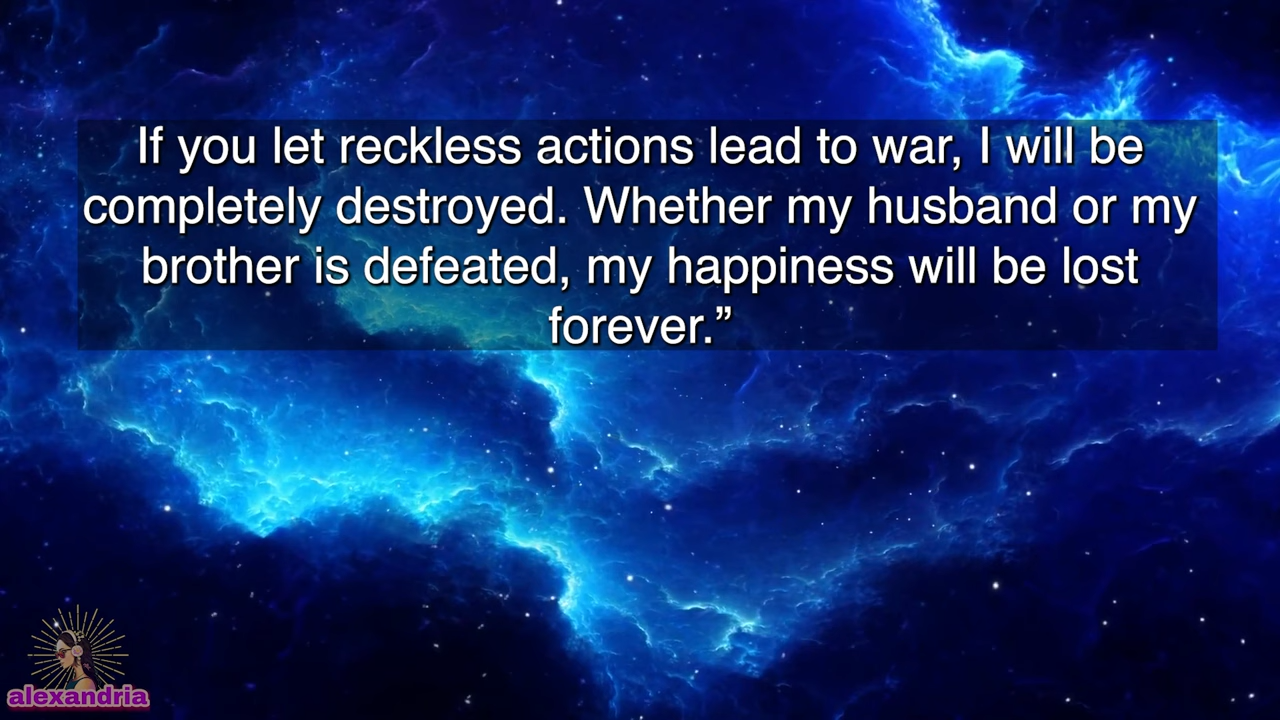 If you let reckless actions lead to war, I will be
completely destroyed. Whether my husband or my
brother is defeated, my happiness will be lost
forever.”
alexandria